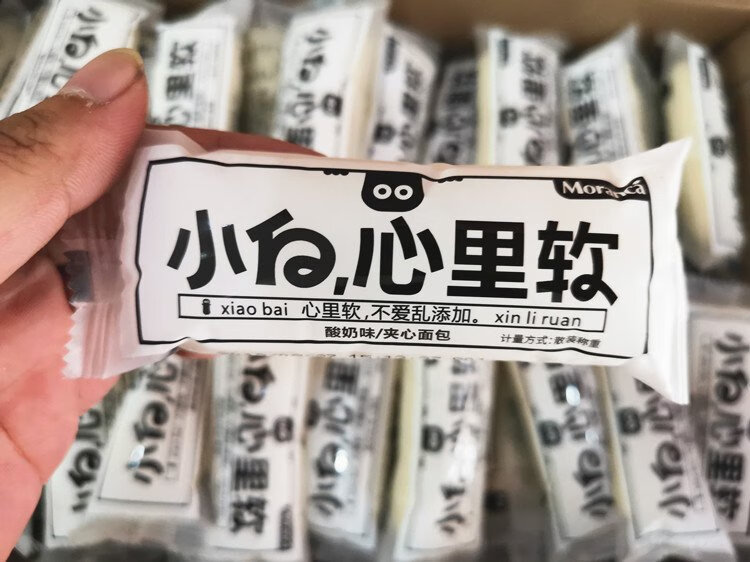 小白,心里软
xiao bai 心里软,不爱乱添加。 xin li ruan
酸奶味/夹心面包
计量方式:散装称重